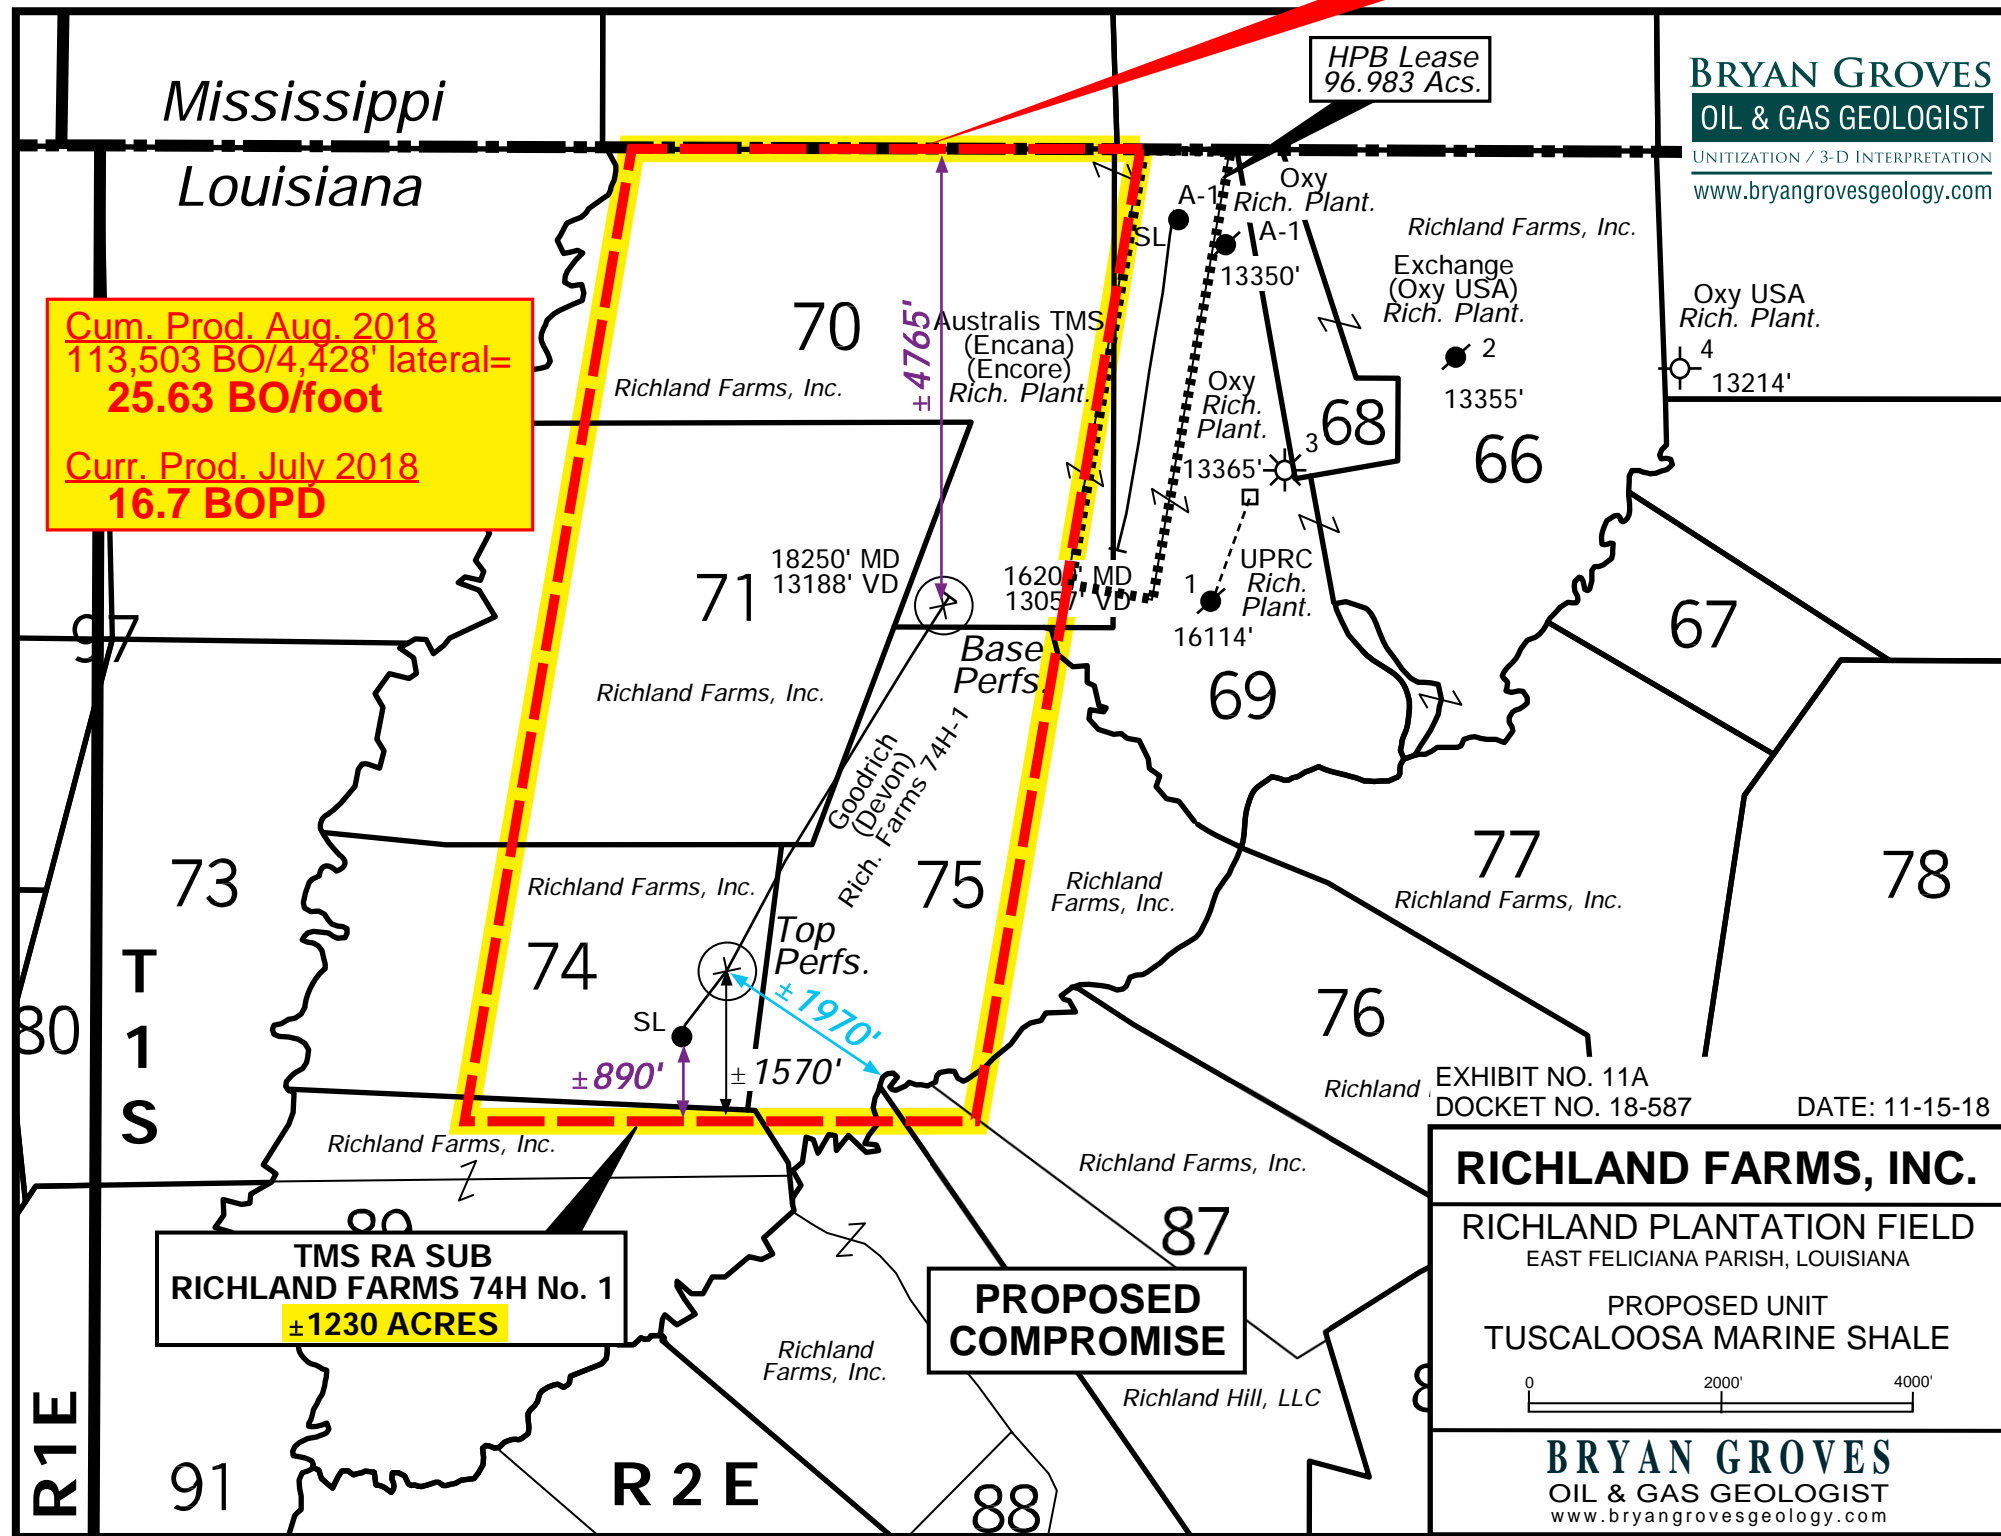 Mississippi
Louisiana
HPB Lease
96.983 Acs.
BRYAN GROVES
OIL & GAS GEOLOGIST
UNITIZATION / 3-D INTERPRETATION
www.bryangrovesgeology.com
Cum. Prod. Aug. 2018
113,503 BO/4,428' lateral=
25.63 BO/foot
Curr. Prod. July 2018
16.7 BOPD
70
Richland Farms, Inc.
±4765'
Australis TMS
(Encana)
(Encore)
Rich. Plant.
A-1
SL
Oxy
Rich. Plant.
A-1
13350'
Richland Farms, Inc.
Exchange
(Oxy USA)
Rich. Plant.
2
13355'
Oxy USA
Rich. Plant.
4
13214'
Oxy
Rich.
Plant.
3
13365'
68
66
71
18250' MD
13188' VD
16200' MD
13057' VD
1
UPRC
Rich.
Plant.
16114'
67
97
Base
Perfs.
69
Richland Farms, Inc.
Goodrich
(Devon)
Rich. Farms 74H-1
73
Richland Farms, Inc.
75
Richland
Farms, Inc.
77
Richland Farms, Inc.
78
74
Top
Perfs.
±1970'
76
T
1
S
80
SL
±890'
±1570'
Richland
EXHIBIT NO. 11A
DOCKET NO. 18-587
DATE: 11-15-18
Richland Farms, Inc.
Richland Farms, Inc.
87
RICHLAND FARMS, INC.
RICHLAND PLANTATION FIELD
EAST FELICIANA PARISH, LOUISIANA
PROPOSED UNIT
TUSCALOOSA MARINE SHALE
0
2000'
4000'
TMS RA SUB
RICHLAND FARMS 74H No. 1
±1230 ACRES
PROPOSED
COMPROMISE
Richland
Farms, Inc.
Richland Hill, LLC
R1E
91
R 2 E
88
BRYAN GROVES
OIL & GAS GEOLOGIST
www.bryangrovesgeology.com